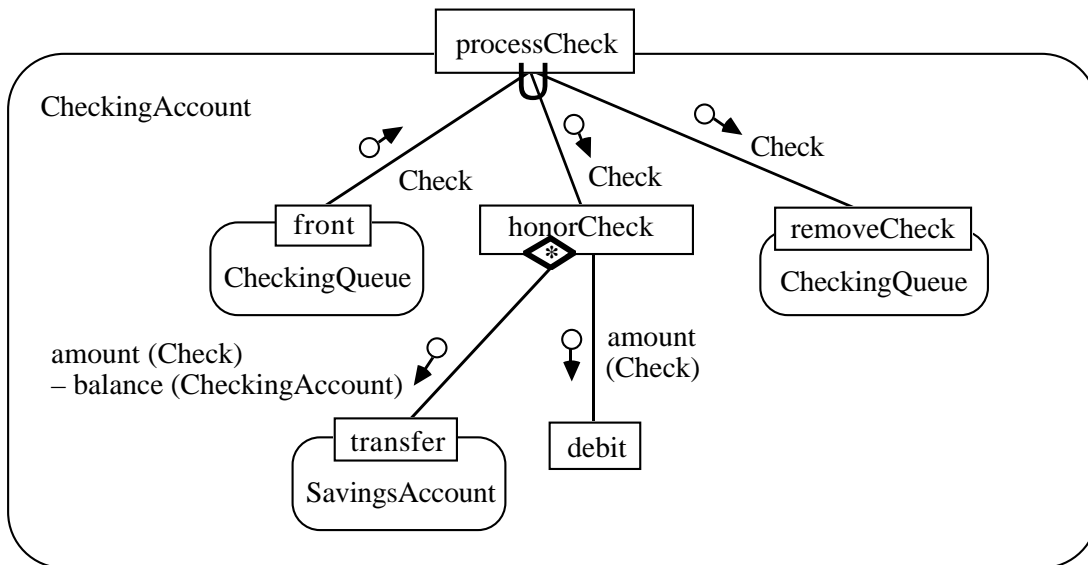 processCheck
CheckingAccount
Check
Check
Check
front
CheckingQueue
honorCheck
*
removeCheck
CheckingQueue
amount (Check)
– balance (CheckingAccount)
amount
(Check)
transfer
SavingsAccount
debit